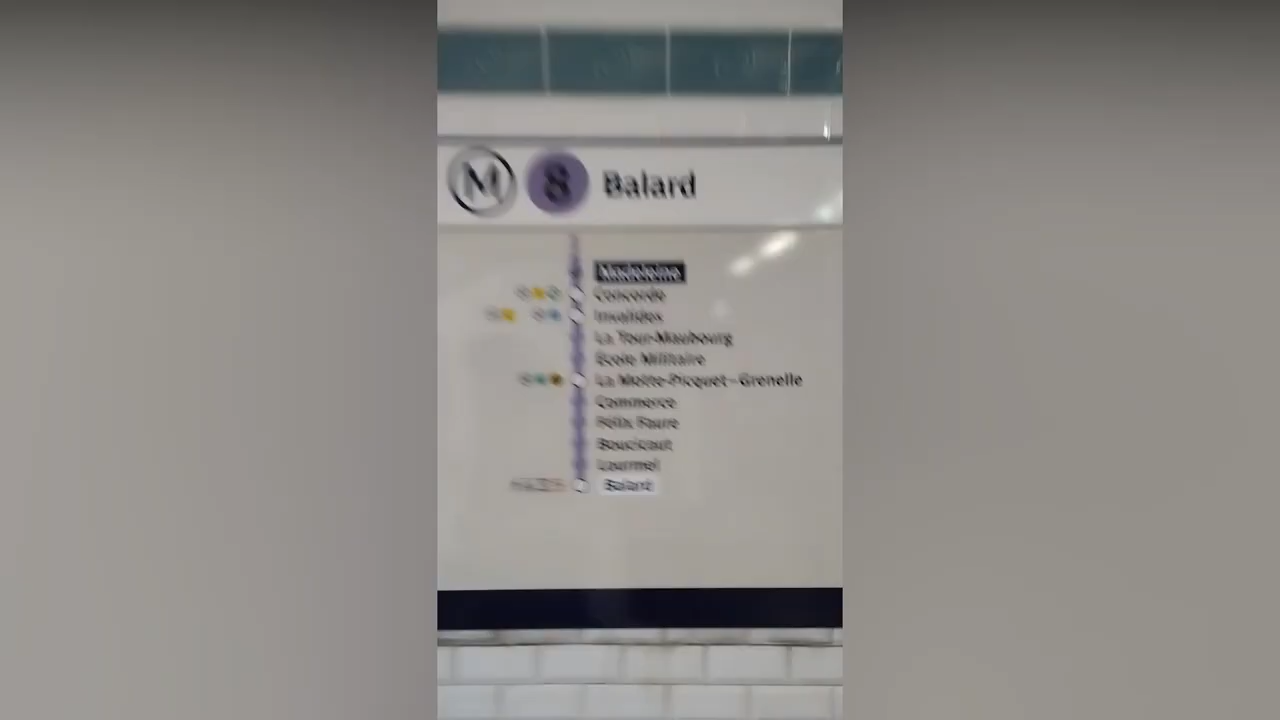 M 8 Balard
Madeleine
Concorde
Invalides
La Tour-Maubourg
École Militaire
La Motte-Picquet-Grenelle
Commerce
Félix Faure
Boucicaut
Lourmel
Balard